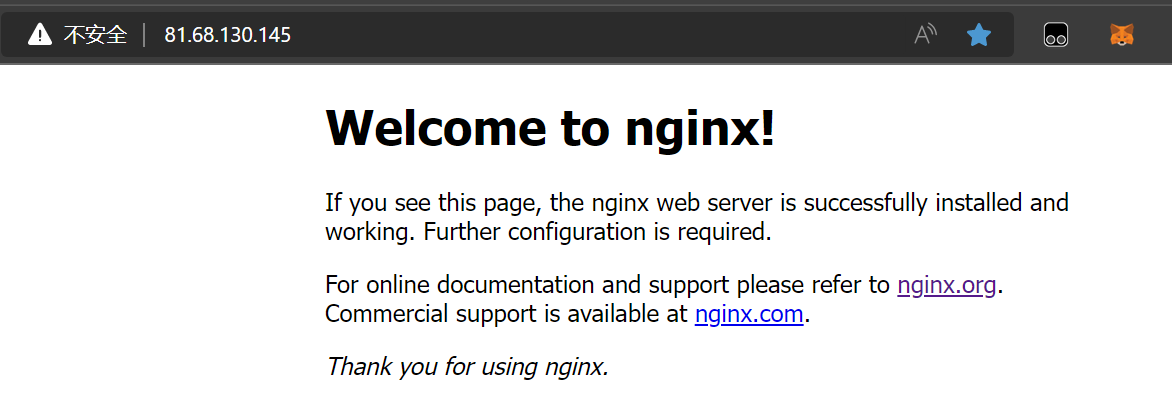 不安全 81.68.130.145
Welcome to nginx!
If you see this page, the nginx web server is successfully installed and
working. Further configuration is required.
For online documentation and support please refer to nginx.org.
Commercial support is available at nginx.com.
Thank you for using nginx.